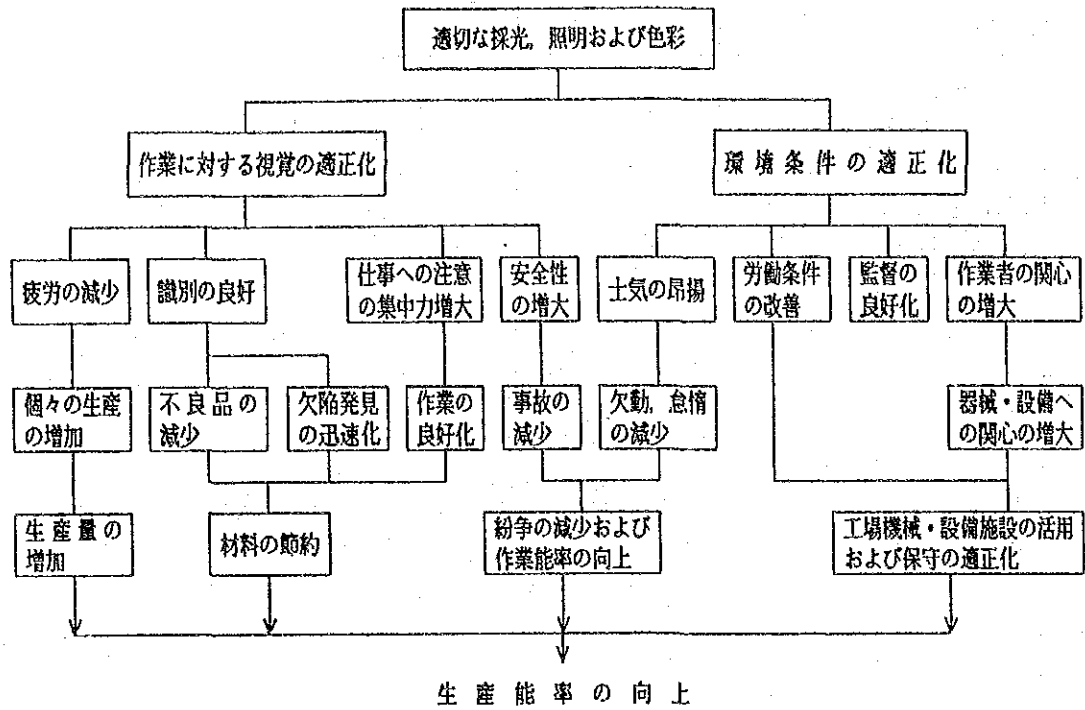 適切な採光，照明および色彩
作業に対する視覚の適正化
環境条件の適正化
疲労の減少
識別の良好
仕事への注意
の集中力増大
安全性
の増大
士気の昂揚
労働条件
の改善
監督の
良好化
作業者の関心
の増大
個々の生産
の増加
不良品の
減少
欠陥発見
の迅速化
作業の
良好化
事故の
減少
欠勤，怠惰
の減少
器械・設備へ
の関心の増大
生産量の
増加
材料の節約
紛争の減少および
作業能率の向上
工場機械・設備施設の活用
および保守の適正化
生産能率の向上